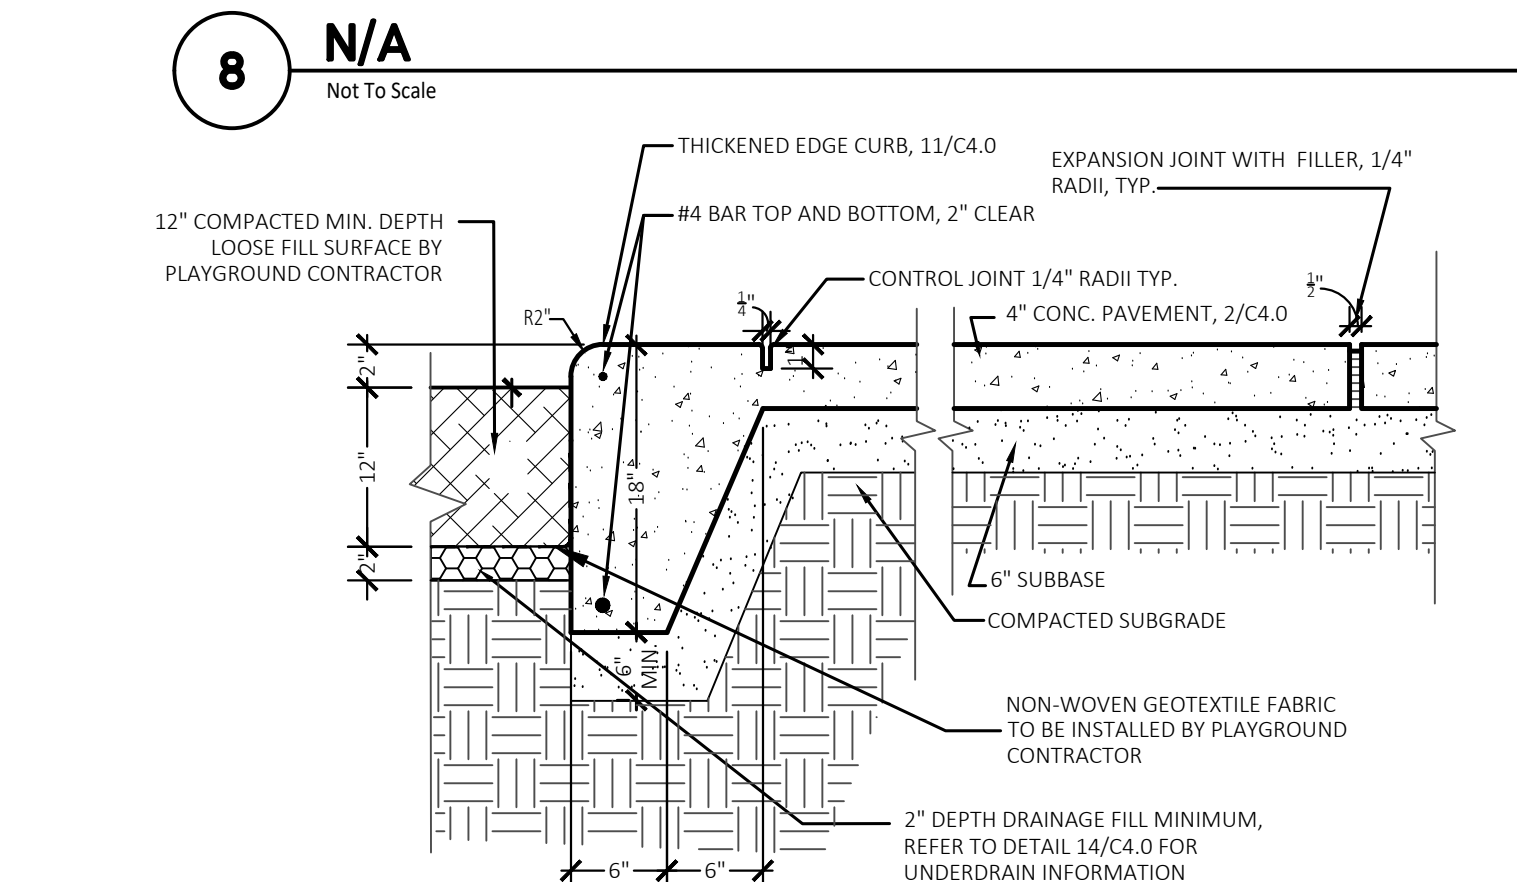 8
N/A
Not To Scale
THICKENED EDGE CURB, 11/C4.0
EXPANSION JOINT WITH FILLER, 1/4"
RADII, TYP.
12" COMPACTED MIN. DEPTH
LOOSE FILL SURFACE BY
PLAYGROUND CONTRACTOR
#4 BAR TOP AND BOTTOM, 2" CLEAR
CONTROL JOINT 1/4" RADII TYP.
4" CONC. PAVEMENT, 2/C4.0
R2"
1/4"
1/2"
2"
1"
12"
18"
2"
6" SUBBASE
COMPACTED SUBGRADE
6"
MIN.
NON-WOVEN GEOTEXTILE FABRIC
TO BE INSTALLED BY PLAYGROUND
CONTRACTOR
2" DEPTH DRAINAGE FILL MINIMUM,
REFER TO DETAIL 14/C4.0 FOR
UNDERDRAIN INFORMATION
6"
6"